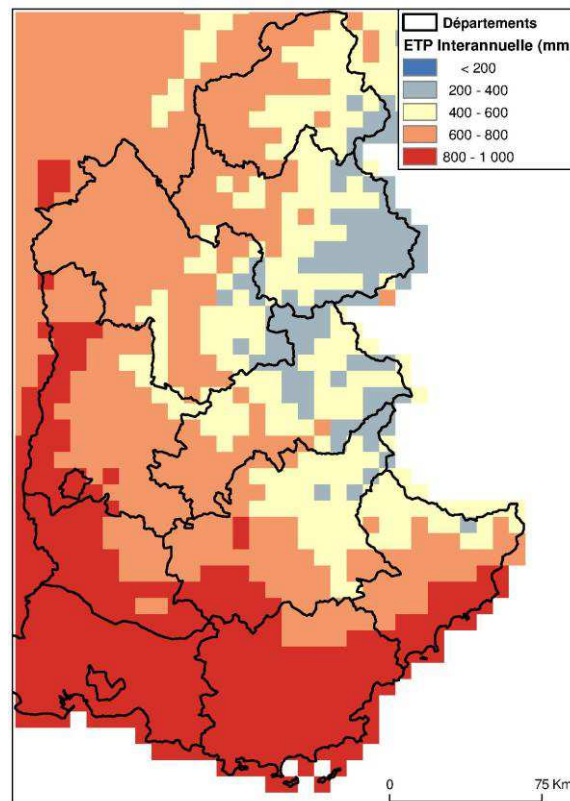 Départements
ETP Interannuelle (mm
< 200
200 - 400
400 - 600
600 - 800
800 - 1 000
0 75 Km